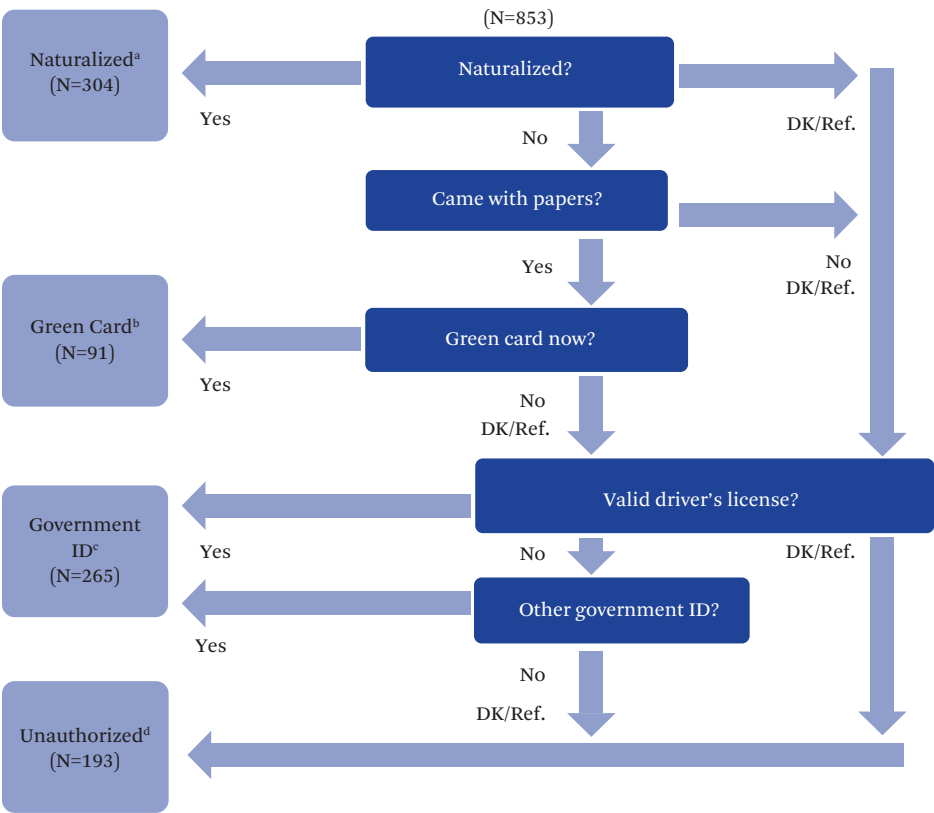 (N=853)
Naturalizedᵃ
(N=304)
Naturalized?
Yes
DK/Ref.
No
Came with papers?
Yes
No
DK/Ref.
Green Cardᵇ
(N=91)
Green card now?
Yes
No
DK/Ref.
Valid driver’s license?
Government
IDᶜ
(N=265)
Yes
No
DK/Ref.
Other government ID?
Yes
No
DK/Ref.
Unauthorizedᵈ
(N=193)